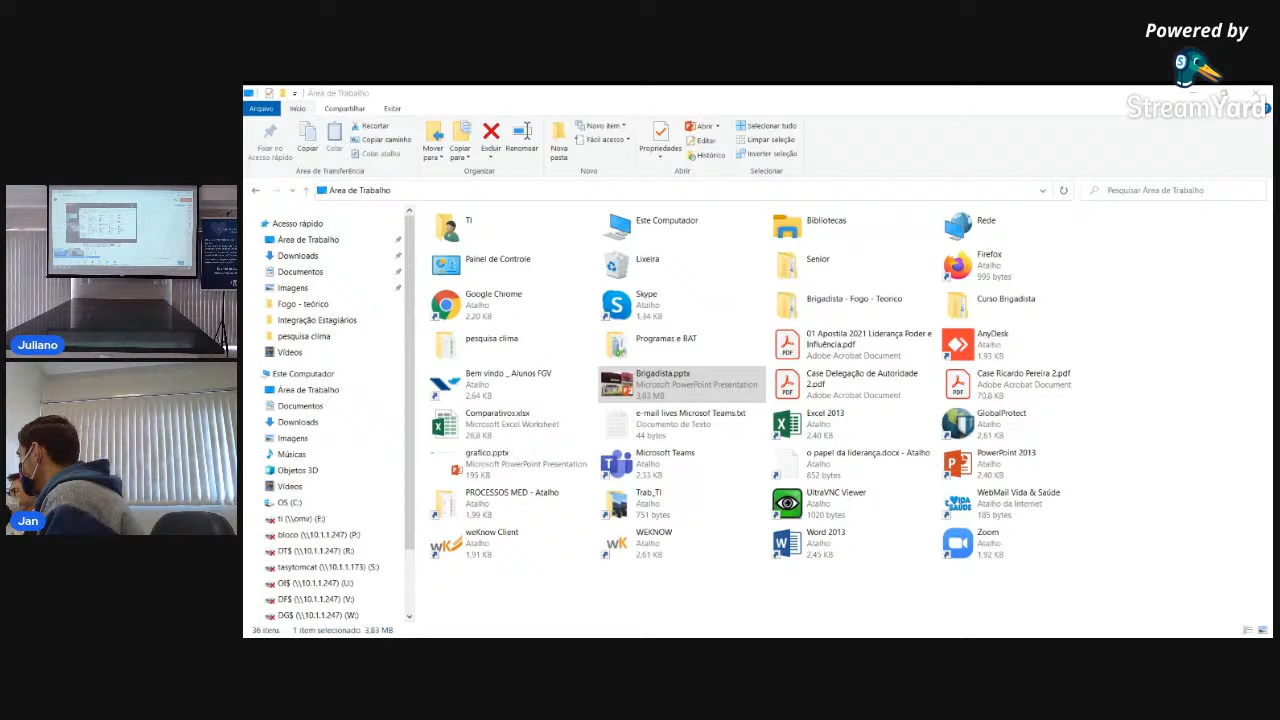 Powered by
StreamYard
Área de Trabalho
Arquivo
Início
Compartilhar
Exibir
Fixar no
Acesso rápido
Copiar
Colar
Recortar
Copiar caminho
Colar atalho
Área de Transferência
Mover
para
Copiar
para
Excluir
Renomear
Organizar
Nova
pasta
Novo item
Fácil acesso
Novo
Propriedades
Abrir
Editar
Histórico
Abrir
Selecionar tudo
Limpar seleção
Inverter seleção
Selecionar
Área de Trabalho
Pesquisar Área de Trabalho
Juliano
Jan
Acesso rápido
Área de Trabalho
Downloads
Documentos
Imagens
Fogo - teórico
Integração Estagiários
pesquisa clima
Vídeos
Este Computador
Área de Trabalho
Documentos
Downloads
Imagens
Músicas
Objetos 3D
Vídeos
OS (C:)
ti (\\omv) (E:)
bloco (\\10.1.1.247) (P:)
DT$ (\\10.1.1.247) (R:)
tasytomcat (\\10.1.1.173) (S:)
OI$ (\\10.1.1.247) (U:)
DF$ (\\10.1.1.247) (V:)
DG$ (\\10.1.1.247) (W:)
TI
Este Computador
Bibliotecas
Rede
Painel de Controle
Lixeira
Senior
Firefox
Atalho
995 bytes
Google Chrome
Atalho
2,20 KB
Skype
Atalho
1,34 KB
Brigadista - Fogo - Teorico
Curso Brigadista
pesquisa clima
Programas e BAT
01 Apostila 2021 Liderança Poder e
Influência.pdf
Adobe Acrobat Document
AnyDesk
Atalho
1,93 KB
Bem vindo _ Alunos FGV
Atalho
2,64 KB
Brigadista.pptx
Microsoft PowerPoint Presentation
3,83 MB
Case Delegação de Autoridade
2.pdf
Adobe Acrobat Document
Case Ricardo Pereira 2.pdf
Adobe Acrobat Document
70,8 KB
Comparativos.xlsx
Microsoft Excel Worksheet
26,8 KB
e-mail lives Microsof Teams.txt
Documento de Texto
44 bytes
Excel 2013
Atalho
2,40 KB
GlobalProtect
Atalho
2,61 KB
grafico.pptx
Microsoft PowerPoint Presentation
195 KB
Microsoft Teams
Atalho
2,33 KB
o papel da liderança.docx - Atalho
Atalho
852 bytes
PowerPoint 2013
Atalho
2,40 KB
PROCESSOS MED - Atalho
Atalho
1,99 KB
Trab_TI
Atalho
751 bytes
UltraVNC Viewer
Atalho
1020 bytes
WebMail Vida & Saúde
Atalho da Internet
185 bytes
weKnow Client
Atalho
1,91 KB
WEKNOW
Atalho
2,61 KB
Word 2013
Atalho
2,45 KB
Zoom
Atalho
1,92 KB
36 itens
1 item selecionado 3,83 MB